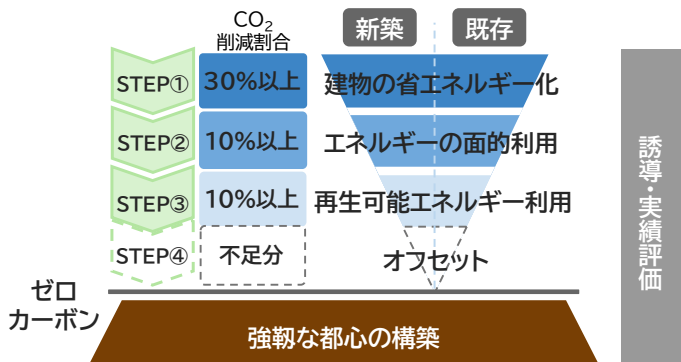 CO₂
削減割合
新築
既存
STEP①
30%以上
建物の省エネルギー化
STEP②
10%以上
エネルギーの面的利用
STEP③
10%以上
再生可能エネルギー利用
STEP④
不足分
オフセット
ゼロ
カーボン
強靭な都心の構築
誘導・実績評価